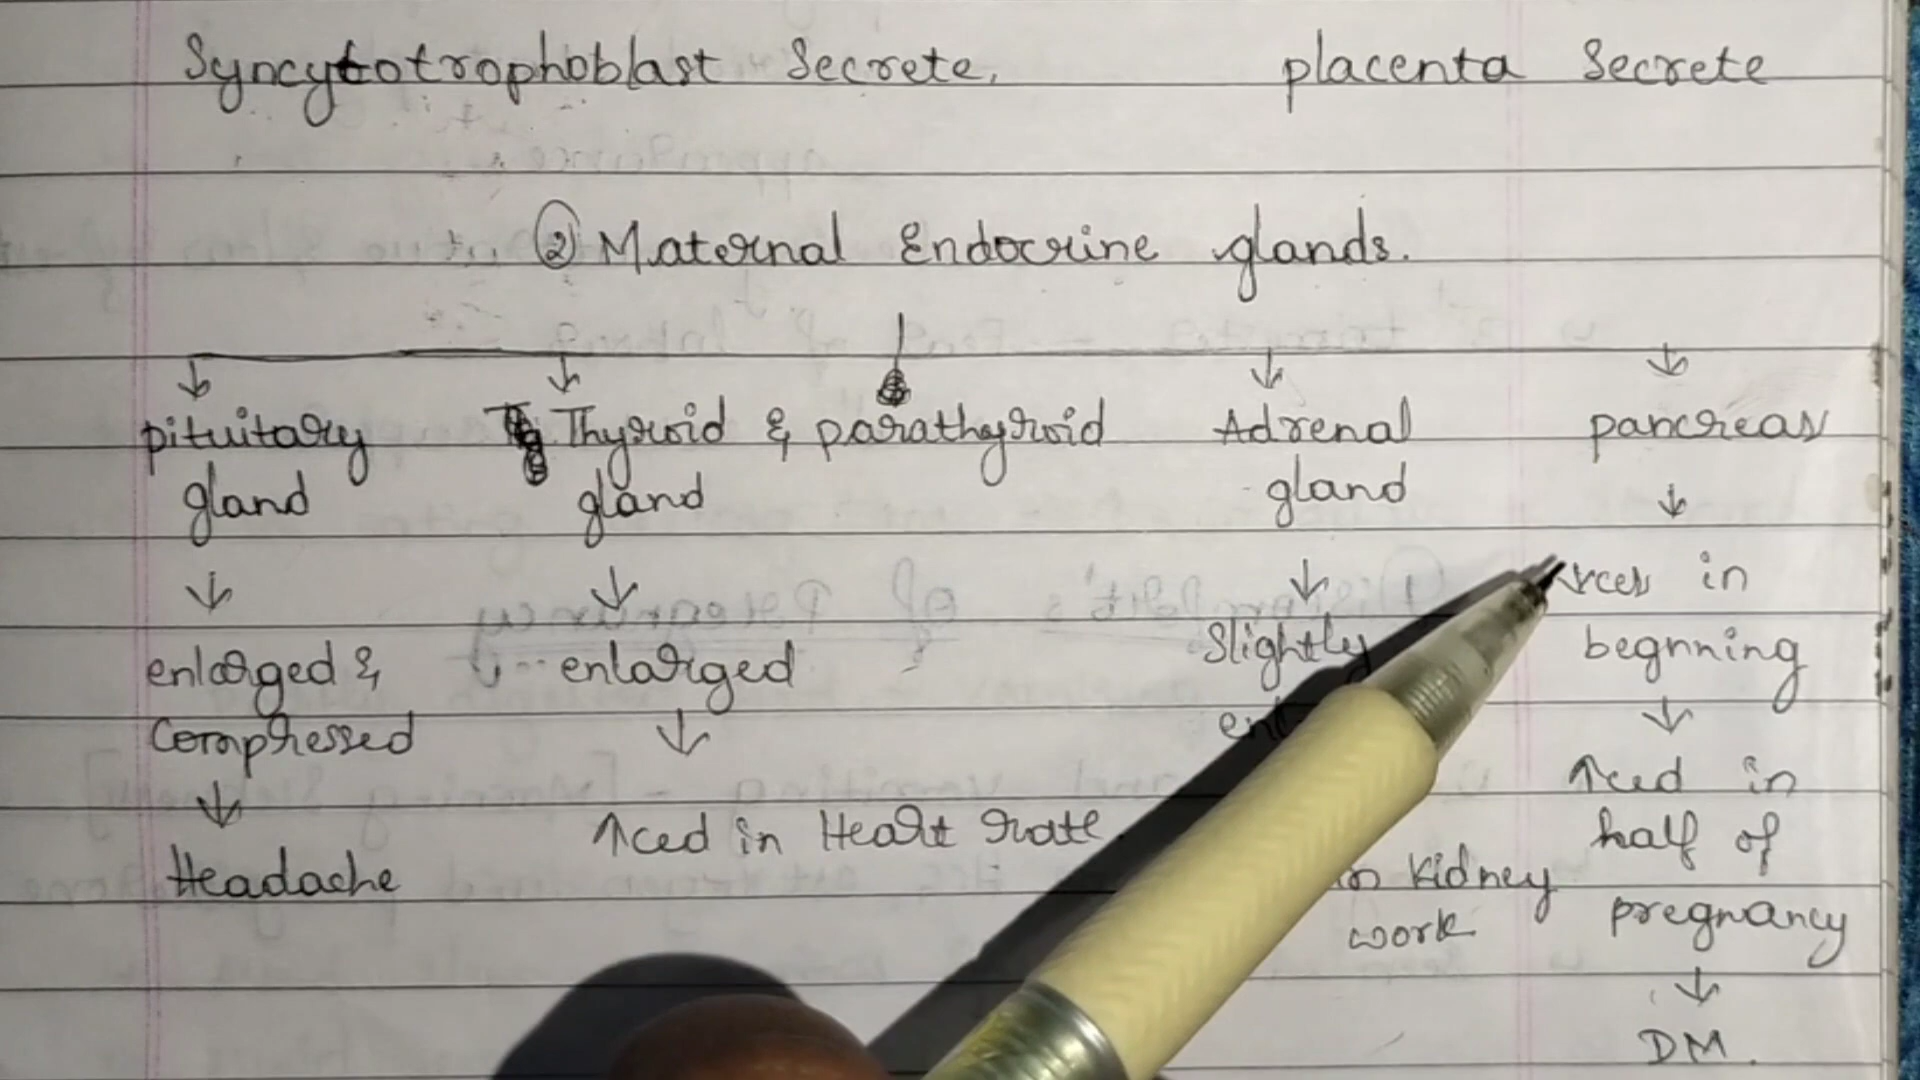 Syncytotrophoblast Secrete, placenta Secrete
② Maternal Endocrine glands.
↓ ↓ ↓ ↓
pituitary gland
Thyroid & parathyroid gland
Adrenal gland
pancreas
↓
enlarged &
compressed
↓
Headache
↓
enlarged
↓
↑ced in Heart rate.
↓
Slightly
Kidney
work
↓
in
begnning
↓
↑ced in
half of
pregnancy
↓
DM.